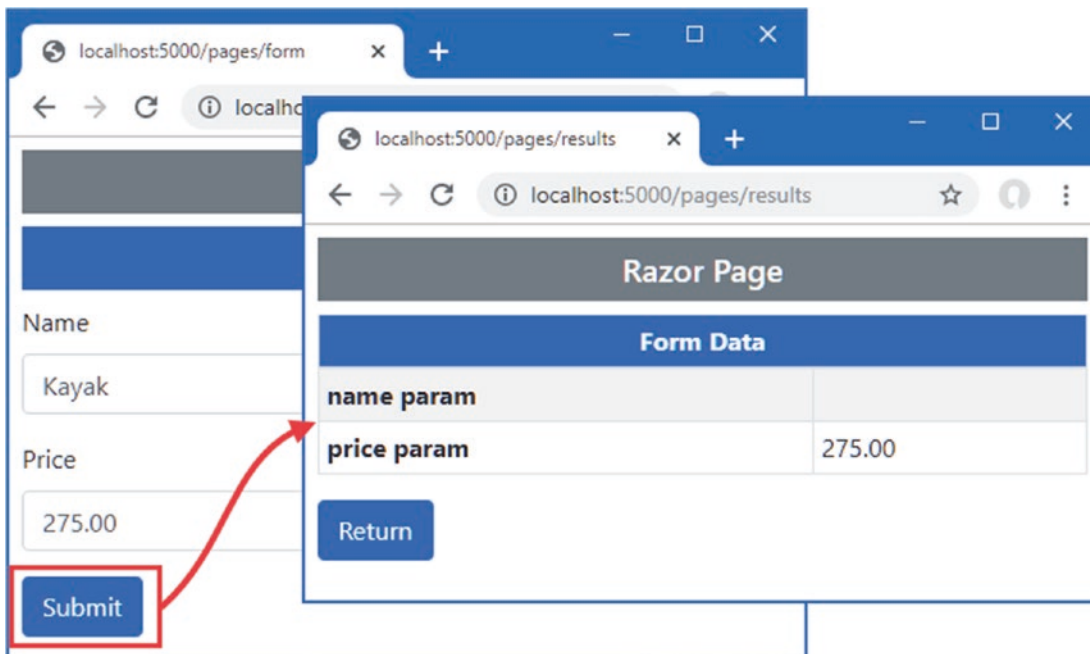 localhost:5000/pages/form
localhc
localhost:5000/pages/results
localhost:5000/pages/results
Razor Page
Form Data
name param
price param 275.00
Return
Name
Kayak
Price
275.00
Submit